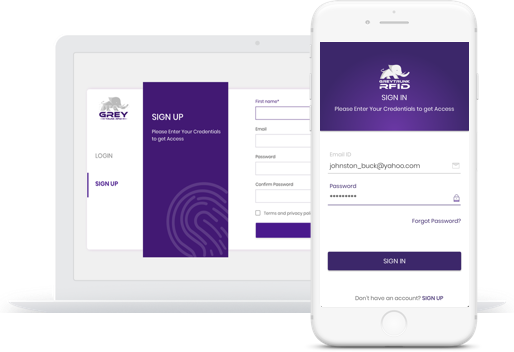 GREY
LOGIN
SIGN UP
SIGN UP
Please Enter Your Credentials
to get Access
First name*
Email
Password
Confirm Password
Terms and privacy
GREYTRUNK
RFID
SIGN IN
Please Enter Your Credentials to get Access
Email ID
johnston_buck@yahoo.com
Password
*********
Forgot Password?
SIGN IN
Don't have an account? SIGN UP